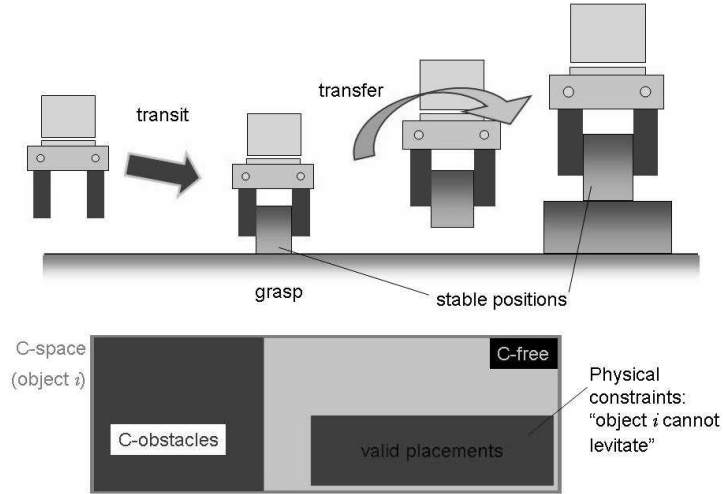 transit
transfer
grasp
stable positions
C-space
(object i)
C-free
C-obstacles
valid placements
Physical
constraints:
“object i cannot
levitate”